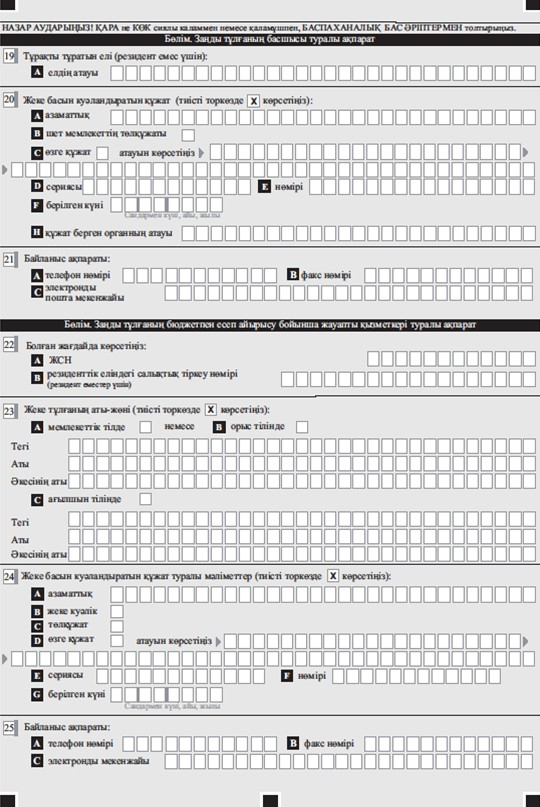 НАЗАР АУДАРЫҢЫЗ! ҚАРА не КӨК сиялы қаламмен немесе қаламұшпен, БАСПАХАНАЛЫҚ БАС ӘРІПТЕРМЕН толтырыңыз.
Бөлім. Заңды тұлғаның басшысы туралы ақпарат
19 Тұрақты тұратын елі (резидент емес үшін):
A елдің атауы
20 Жеке басын куәландыратын құжат (тиісті торкөзде X көрсетіңіз):
A азаматтық
B шет мемлекеттің төлқұжаты
C өзге құжат атауын көрсетіңіз
D сериясы E нөмірі
F берілген күні
Сандармен күні, айы, жылы
H құжат берген органның атауы
21 Байланыс ақпараты:
A телефон нөмірі B факс нөмірі
C электронды пошта мекенжайы
Бөлім. Заңды тұлғаның бюджетпен есеп айырысу бойынша жауапты қызметкері туралы ақпарат
22 Болған жағдайда көрсетіңіз:
A ЖСН
B резиденттік еліндегі салықтық тіркеу нөмірі
(резидент еместер үшін)
23 Жеке тұлғаның аты-жөні (тиісті торкөзде X көрсетіңіз):
A мемлекеттік тілде немесе B орыс тілінде
Тегі
Аты
Әкесінің аты
C ағылшын тілінде
Тегі
Аты
Әкесінің аты
24 Жеке басын куәландыратын құжат туралы мәліметтер (тиісті торкөзде X көрсетіңіз):
A азаматтық
B жеке куәлік
C төлқұжат
D өзге құжат атауын көрсетіңіз
E сериясы F нөмірі
G берілген күні
Сандармен күні, айы, жылы
25 Байланыс ақпараты:
A телефон нөмірі B факс нөмірі
C электронды мекенжайы